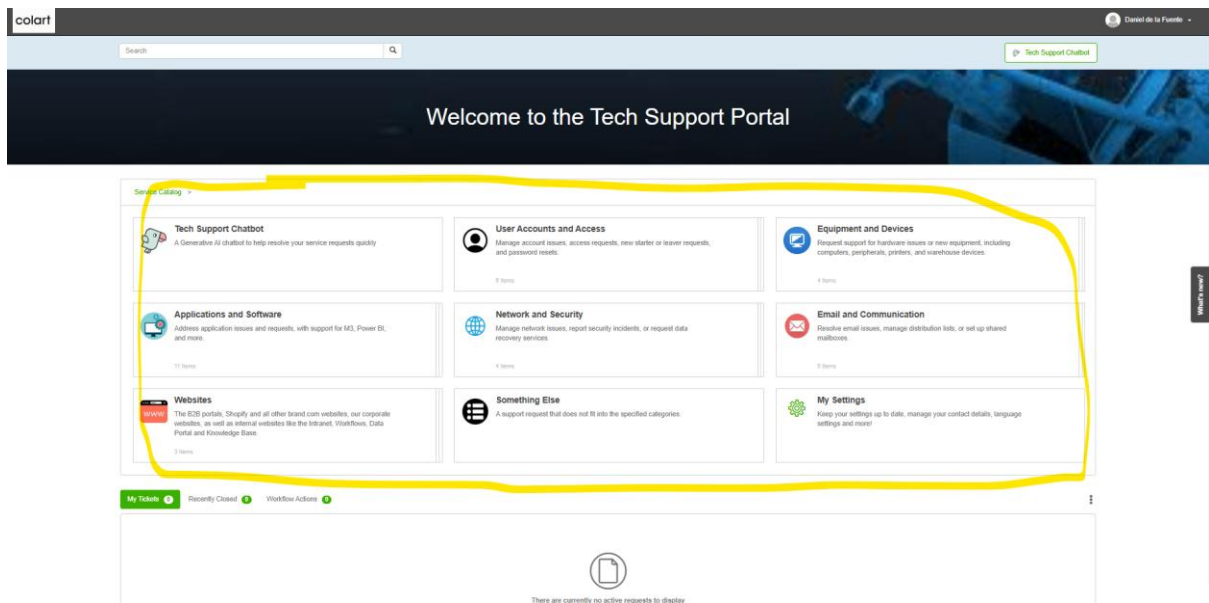 colart
Daniel de la Fuente
Search
Tech Support Chatbot
Welcome to the Tech Support Portal
Service Catalog
Tech Support Chatbot
A Generative AI chatbot to help resolve your service requests quickly
User Accounts and Access
Manage account issues, access requests, new starter or leaver requests,
and password resets.
Items
Equipment and Devices
Request support for hardware issues or new equipment, including
computers, peripherals, printers, and warehouse devices.
4 Items
Applications and Software
Address application issues and requests, with support for M3, Power BI,
and more.
11 Items
Network and Security
Manage network issues, report security incidents, or request data
recovery services.
4 Items
Email and Communication
Resolve email issues, manage distribution lists, or set up shared
mailboxes.
5 Items
WWW
Websites
The B2B portals, Shopify and all other brand.com websites, our corporate
websites, as well as internal websites like the Intranet, Workflows, Data
Portal and Knowledge Base.
3 Items
Something Else
A support request that does not fit into the specified categories.
My Settings
Keep your settings up to date, manage your contact details, language
settings and more!
What's new?
My Tickets 0 Recently Closed Workflow Actions 0
There are currently no active requests to display